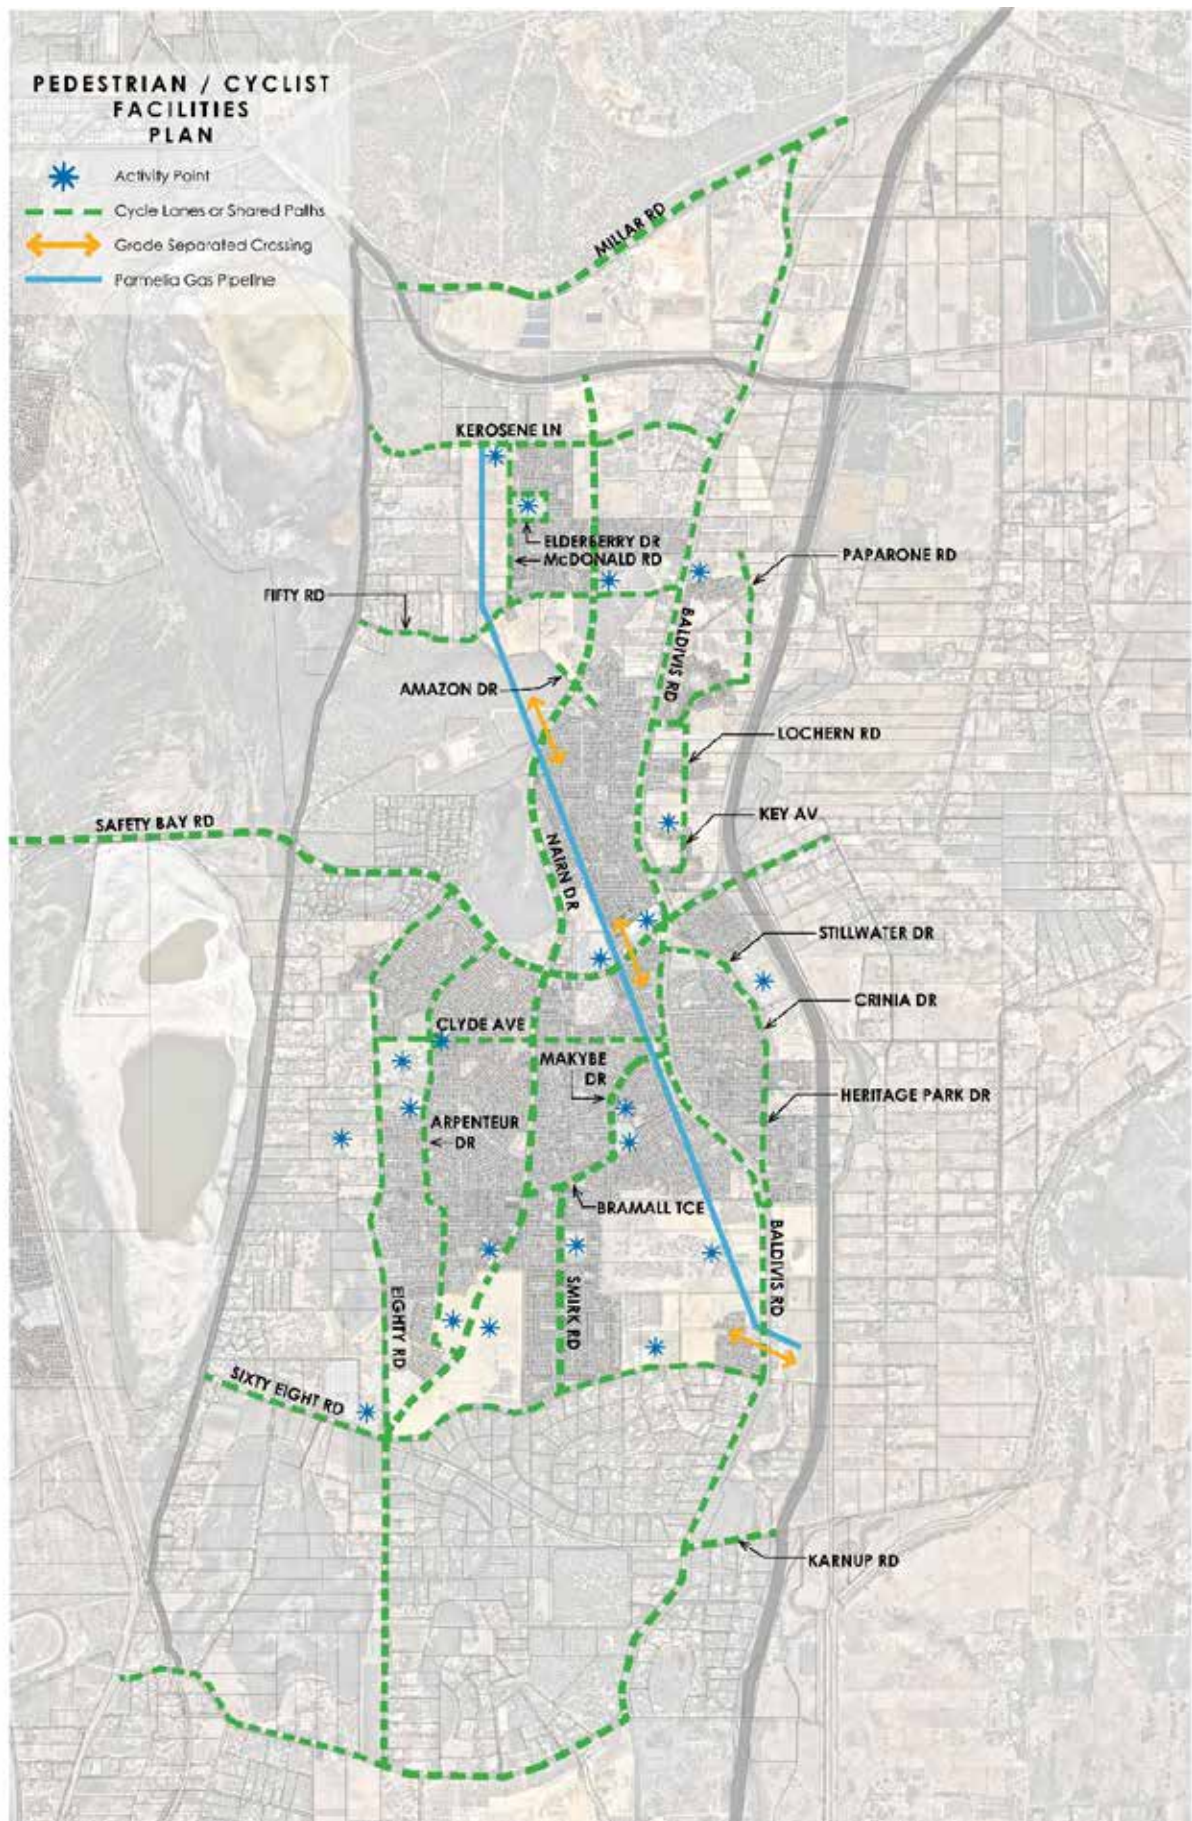 PEDESTRIAN / CYCLIST
FACILITIES
PLAN
Activity Point
Cycle Lanes or Shared Paths
Grade Separated Crossing
Parmelia Gas Pipeline
MILLAR RD
KEROSENE LN
ELDERBERRY DR
McDONALD RD
PAPARONE RD
FIFTY RD
BALDIVIS RD
AMAZON DR
LOCHERN RD
KEY AV
SAFETY BAY RD
NAIRN DR
STILLWATER DR
CRINIA DR
CLYDE AVE
MAKYBE
DR
HERITAGE PARK DR
ARPENTEUR
DR
BRAMALL TCE
BALDIVIS RD
SMIRK RD
EIGHTY RD
SIXTY EIGHT RD
KARNUP RD